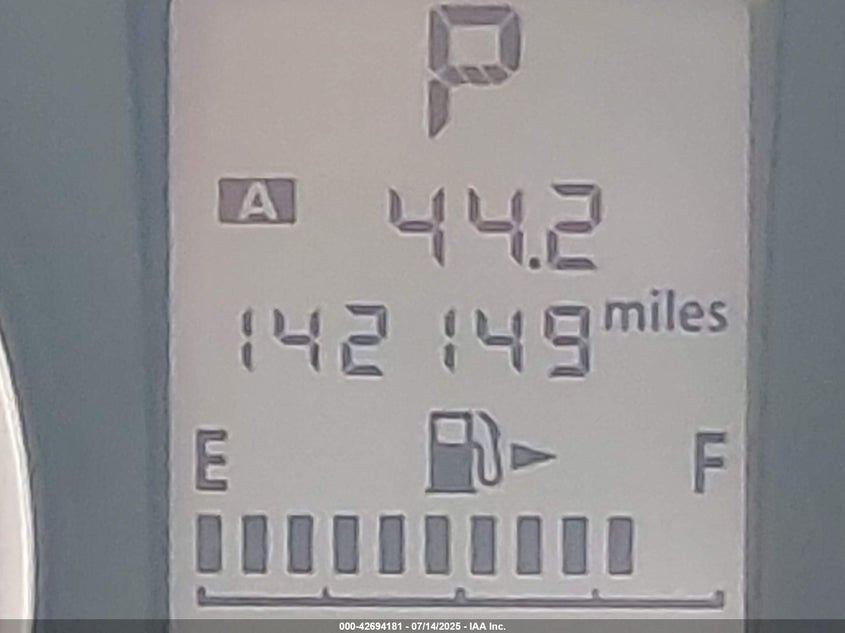 P
A 44.2
142149 miles
E F
000-42694181 - 07/14/2025 - IAA Inc.